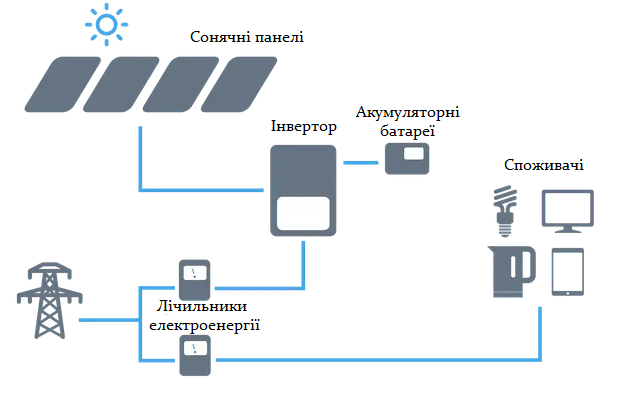 Сонячні панелі
Інвертор
Акумуляторні
батареї
Споживачі
Лічильники
електроенергії